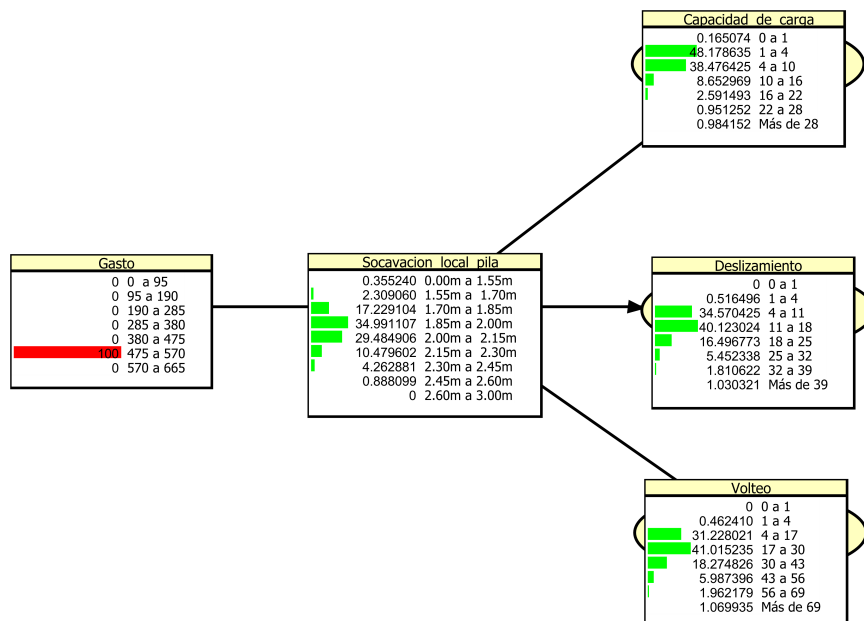 Capacidad de carga
0.165074 0 a 1
48.178635 1 a 4
38.476425 4 a 10
8.652969 10 a 16
2.591493 16 a 22
0.951252 22 a 28
0.984152 Más de 28
Gasto
0 0 a 95
0 95 a 190
0 190 a 285
0 285 a 380
0 380 a 475
100 475 a 570
0 570 a 665
Socavacion local pila
0.355240 0.00m a 1.55m
2.309060 1.55m a 1.70m
17.229104 1.70m a 1.85m
34.991107 1.85m a 2.00m
29.484906 2.00m a 2.15m
10.479602 2.15m a 2.30m
4.262881 2.30m a 2.45m
0.888099 2.45m a 2.60m
0 2.60m a 3.00m
Deslizamiento
0 0 a 1
0.516496 1 a 4
34.570425 4 a 11
40.123024 11 a 18
16.496773 18 a 25
5.452338 25 a 32
1.810622 32 a 39
1.030321 Más de 39
Volteo
0 0 a 1
0.462410 1 a 4
31.228021 4 a 17
41.015235 17 a 30
18.274826 30 a 43
5.987396 43 a 56
1.962179 56 a 69
1.069935 Más de 69